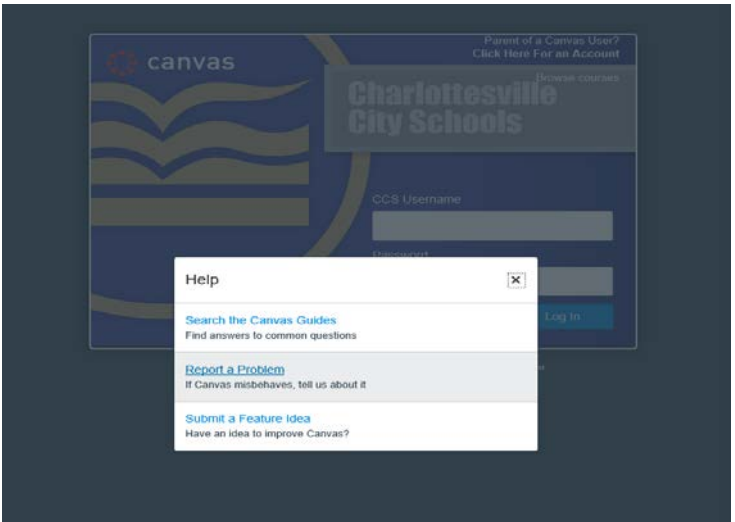 Parent of a Canvas User?
Click Here For an Account
canvas
Browse courses
Charlottesville
City Schools
CCS Username
Password
Help
Search the Canvas Guides
Find answers to common questions
Log In
Report a Problem
If Canvas misbehaves, tell us about it
Submit a Feature Idea
Have an idea to improve Canvas?